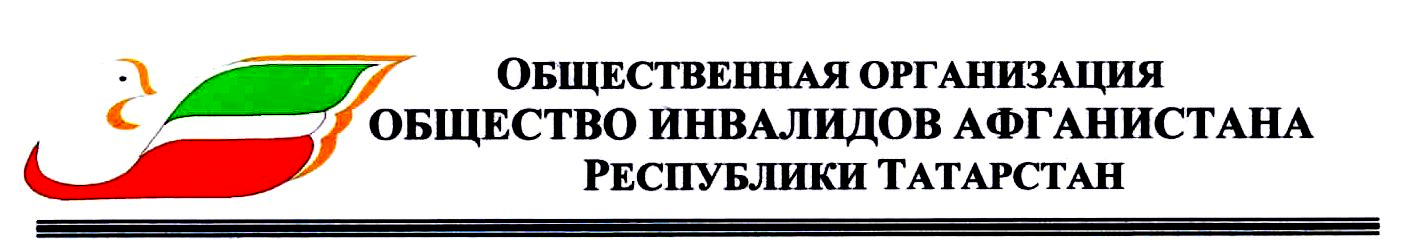 ОБЩЕСТВЕННАЯ ОРГАНИЗАЦИЯ
ОБЩЕСТВО ИНВАЛИДОВ АФГАНИСТАНА
РЕСПУБЛИКИ ТАТАРСТАН